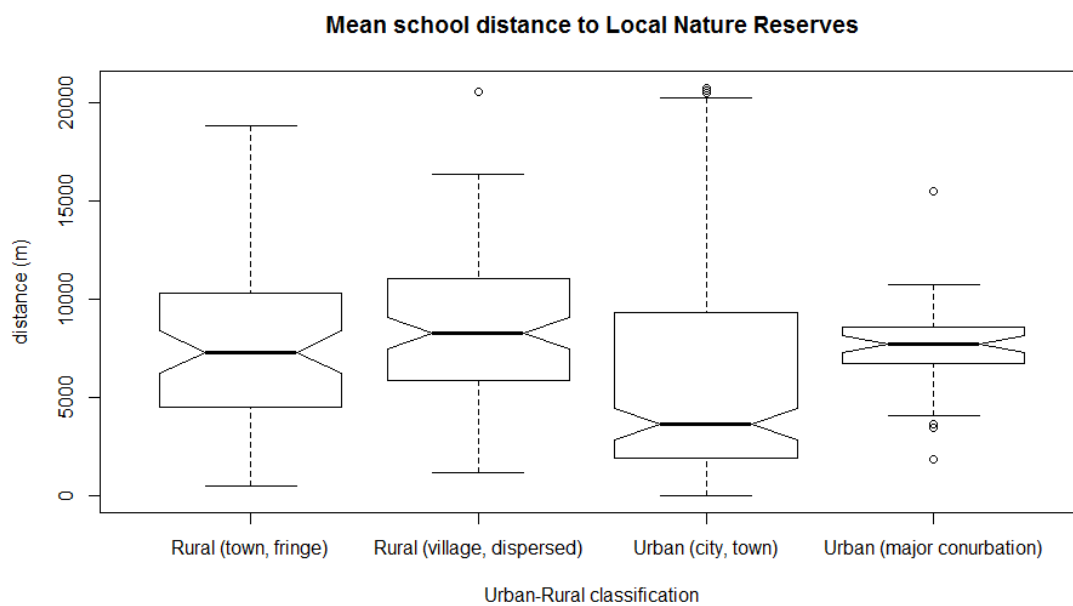 Mean school distance to Local Nature Reserves
distance (m)
20000
15000
10000
5000
0
Rural (town, fringe) Rural (village, dispersed) Urban (city, town) Urban (major conurbation)
Urban-Rural classification